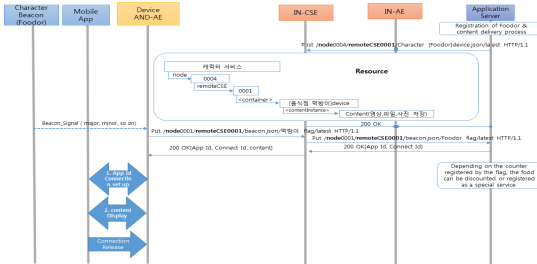 Character
Beacon
(Foodor)
Mobile
App
Device
AND-AE
IN-CSE
IN-AE
Application
Server
Registration of Foodor &
content delivery process
Post /node0004/remoteCSE0001/Character [Foodor]device.json/latest HTTP/1.1
캐릭터 서비스
Resource
node
0004
remoteCSE
0001
<container>
[음식점 먹방이]device
<contentInstance>
Content(영상,파일,사진 저장)
200 OK
Beacon_Signal ( major, minor, so on)
Put /node0001/remoteCSE0001/beacon.json/먹방이 flag/latest HTTP/1.1
Put /node0001/remoteCSE0001/beacon.json/Foodor flag/latest HTTP/1.1
200 OK[App Id, Connect Id, content]
200 OK[App Id, Connect Id]
1. App Id
Connectio
n set up
2. content
Display
Connection
Release
Depending on the counter
registered by the flag, the food
can be discounted or registered
as a special service.